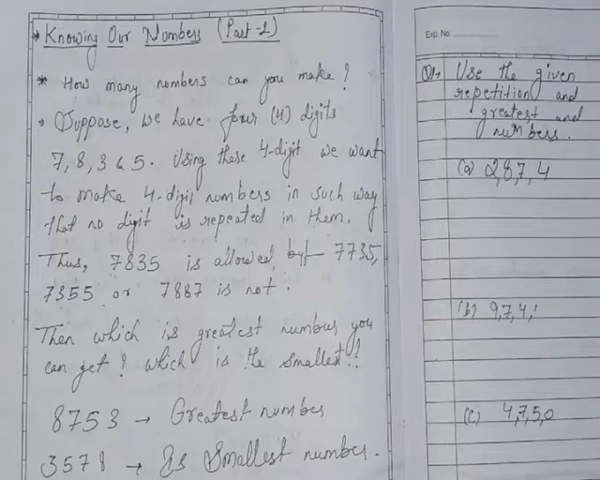 * Knowing Our Numbers (Part-1)
* How many numbers can you make?
Suppose, we have four (4) digits
7, 8, 3 & 5. Using these 4-digit we want
to make 4-digit numbers in such way
that no digit is repeated in them.
Thus, 7835 is allowed but 7735,
7355 or 7887 is not.
Then which is greatest number you
can get? which is the smallest!!
8753 → Greatest number
3578 → Is Smallest number.
Exp. No.
Q1. Use the given
repetition and
greatest and
numbers.
(a) 2,8,7,4
(b) 9,7,4,1
(c) 4,7,5,0